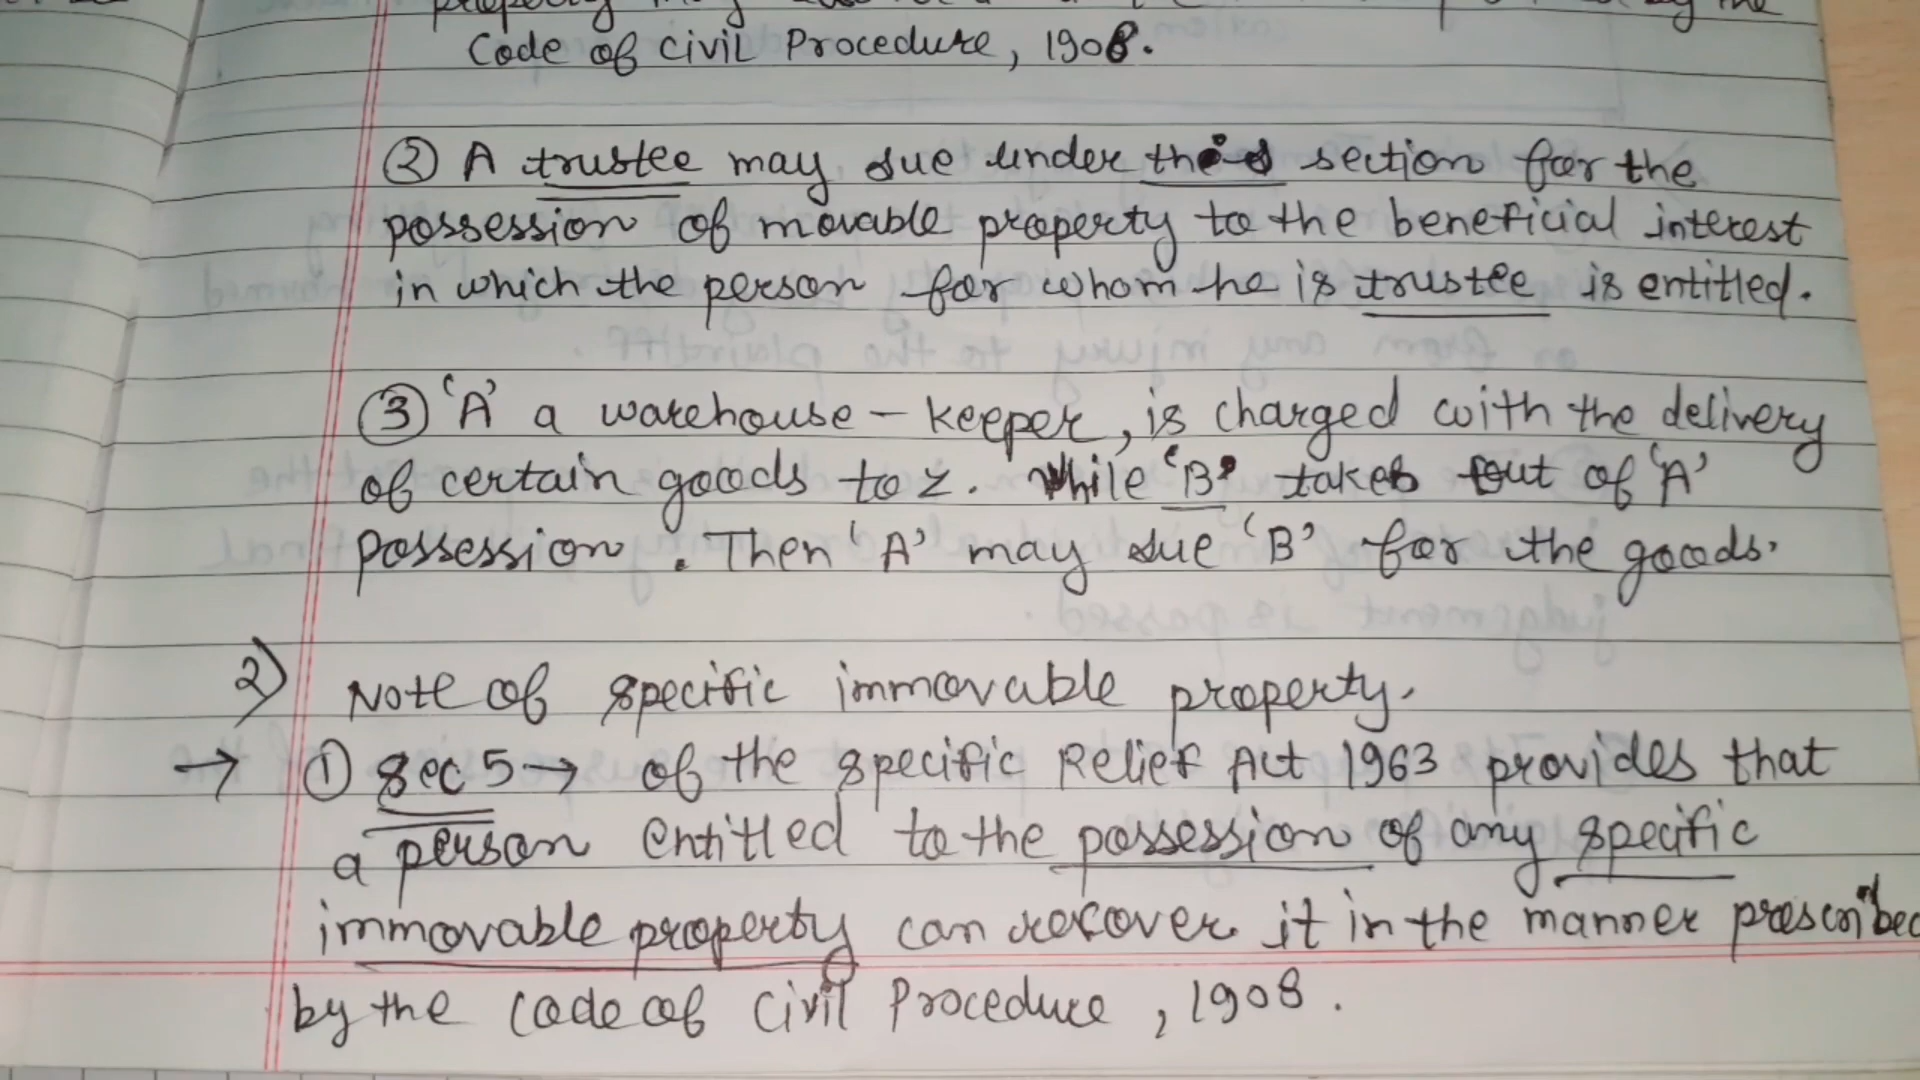 property may
Code of Civil Procedure, 1908.
② A trustee may sue under this section for the
possession of movable property to the beneficial interest
in which the person for whom he is trustee is entitled.
③ 'A' a warehouse - keeper, is charged with the delivery
of certain goods to z. While 'B' takes out of 'A'
possession. Then 'A' may sue 'B' for the goods.
2) Note of specific immovable property.
→ ① Sec 5 → of the specific Relief Act 1963 provides that
a person entitled to the possession of any specific
immovable property can recover it in the manner prescribed
by the code of Civil Procedure, 1908.